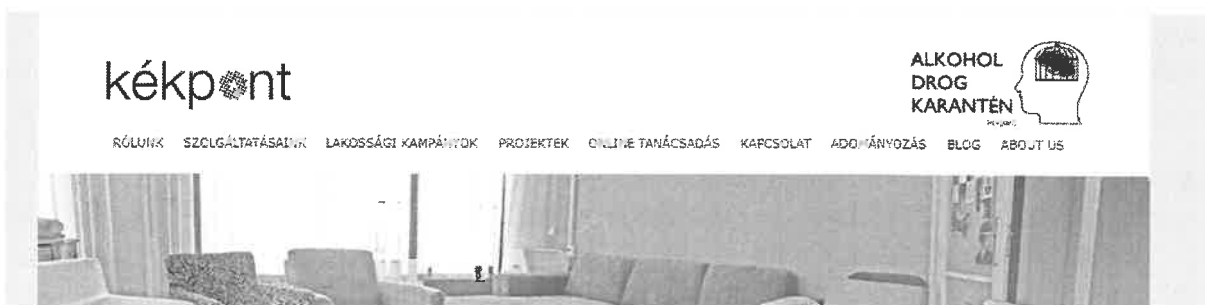 kékpont
ALKOHOL
DROG
KARANTÉN
RÓLUNK SZOLGÁLTATÁSAINK LAKOSSÁGI KAMPÁNYOK PROJEKTEK ONLINE TANÁCSADÁS KAPCSOLAT ADOMÁNYOZÁS BLOG ABOUT US